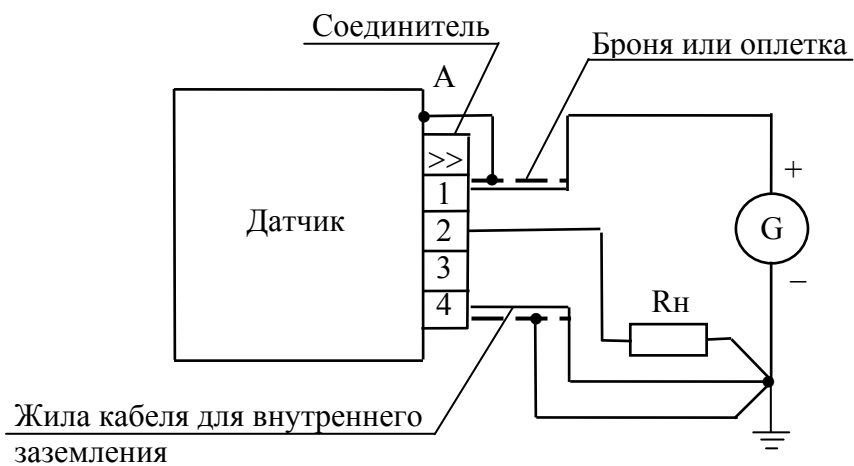 Соединитель
Броня или оплетка
А
>>
1
+
Датчик
2
G
3
–
4
Rн
Жила кабеля для внутреннего
заземления